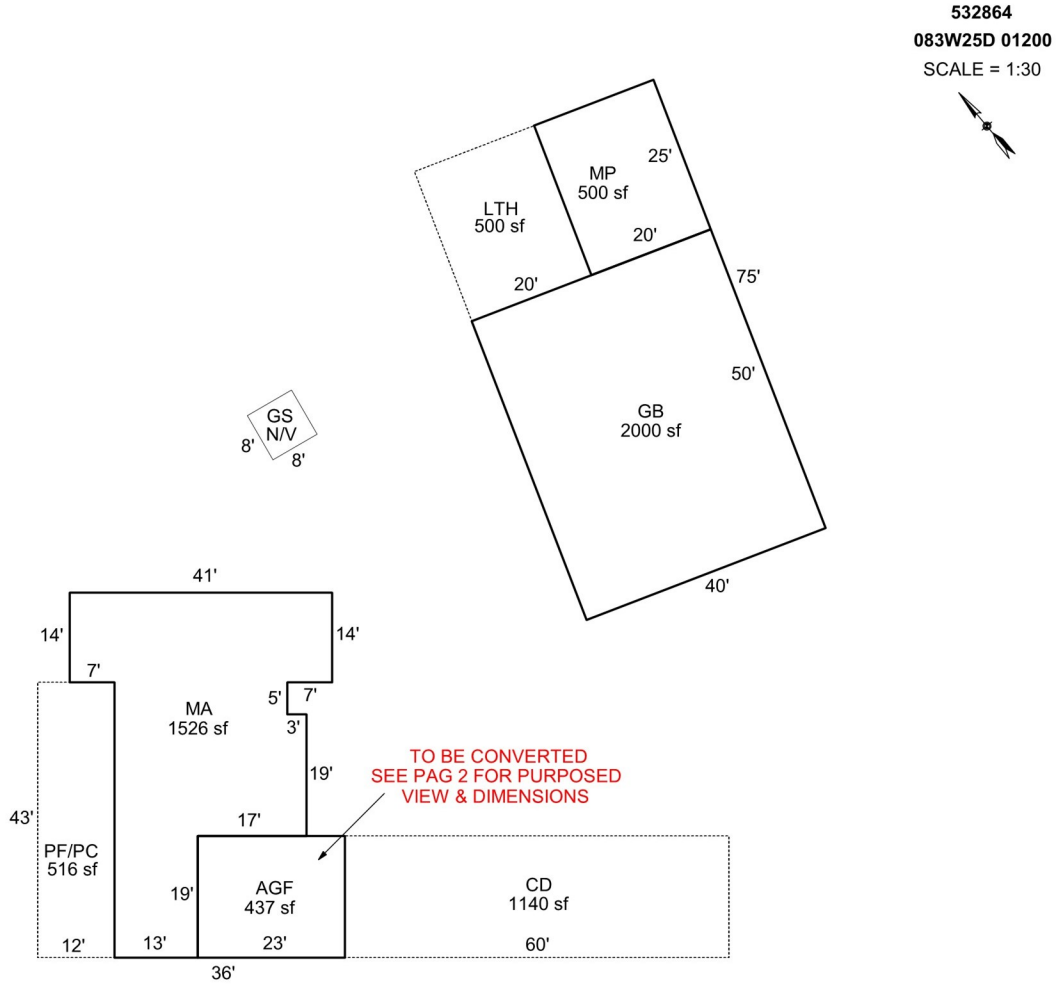 532864
083W25D 01200
SCALE = 1:30
25'
MP
500 sf
LTH
500 sf
20'
20'
75'
50'
GB
2000 sf
GS
N/V
8'
8'
40'
41'
14'
14'
7'
5'
7'
MA
1526 sf
3'
TO BE CONVERTED
SEE PAG 2 FOR PURPOSED
VIEW & DIMENSIONS
19'
43'
17'
PF/PC
516 sf
19'
AGF
437 sf
CD
1140 sf
12'
13'
23'
60'
36'